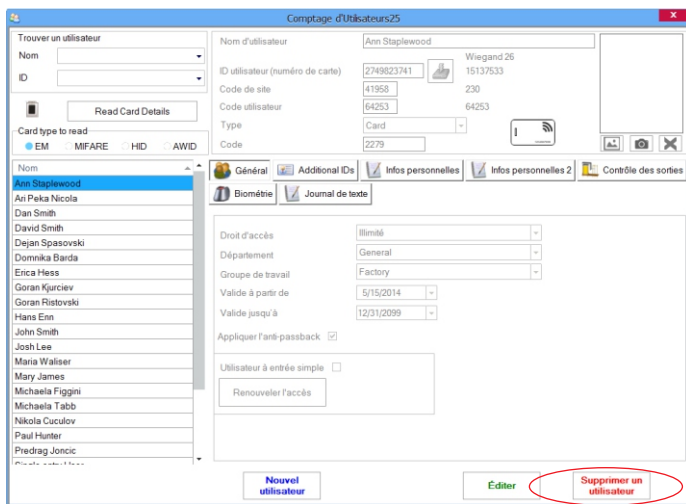 Comptage d'Utilisateurs25
x
Trouver un utilisateur
Nom
ID
Read Card Details
Card type to read
EM MIFARE HID AWID
Nom d'utilisateur Ann Staplewood
Wiegand 26
ID utilisateur (numéro de carte) 2749823741 15137533
Code de site 41958 230
Code utilisateur 64253 64253
Type Card
Code 2279
Nom
Ann Staplewood
Ari Peka Nicola
Dan Smith
David Smith
Dejan Spasovski
Domnika Barda
Erica Hess
Goran Kjurciev
Goran Ristovski
Hans Enn
John Smith
Josh Lee
Maria Waliser
Mary James
Michaela Figgini
Michaela Tabb
Nikola Cuculov
Paul Hunter
Predrag Joncic
Général Additional IDs Infos personnelles Infos personnelles 2 Contrôle des sorties
Biométrie Journal de texte
Droit d'accès Illimité
Département General
Groupe de travail Factory
Valide à partir de 5/15/2014
Valide jusqu'à 12/31/2099
Appliquer l'anti-passback
Utilisateur à entrée simple
Renouveler l'accès
Nouvel
utilisateur
Éditer
Supprimer un
utilisateur